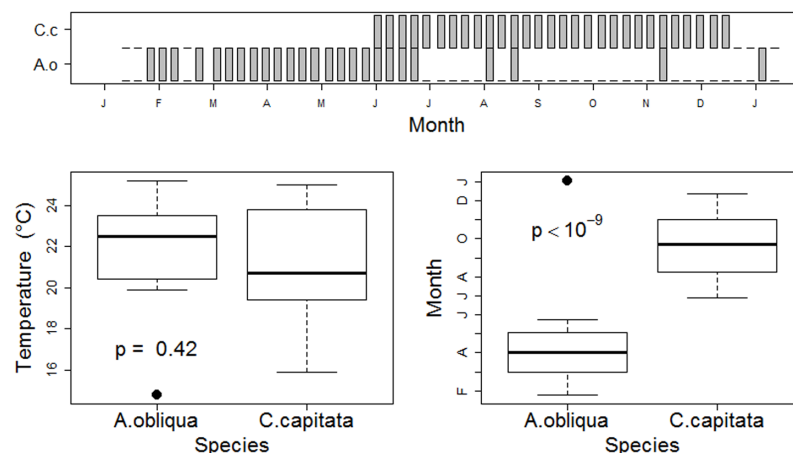 C.c
A.o
J F M A M J J A S O N D J
Month
Temperature (°C)
24
22
20
18
16
p = 0.42
A.obliqua C.capitata
Species
Month
J
D
O
A
J
J
A
F
p < 10⁻⁹
A.obliqua C.capitata
Species